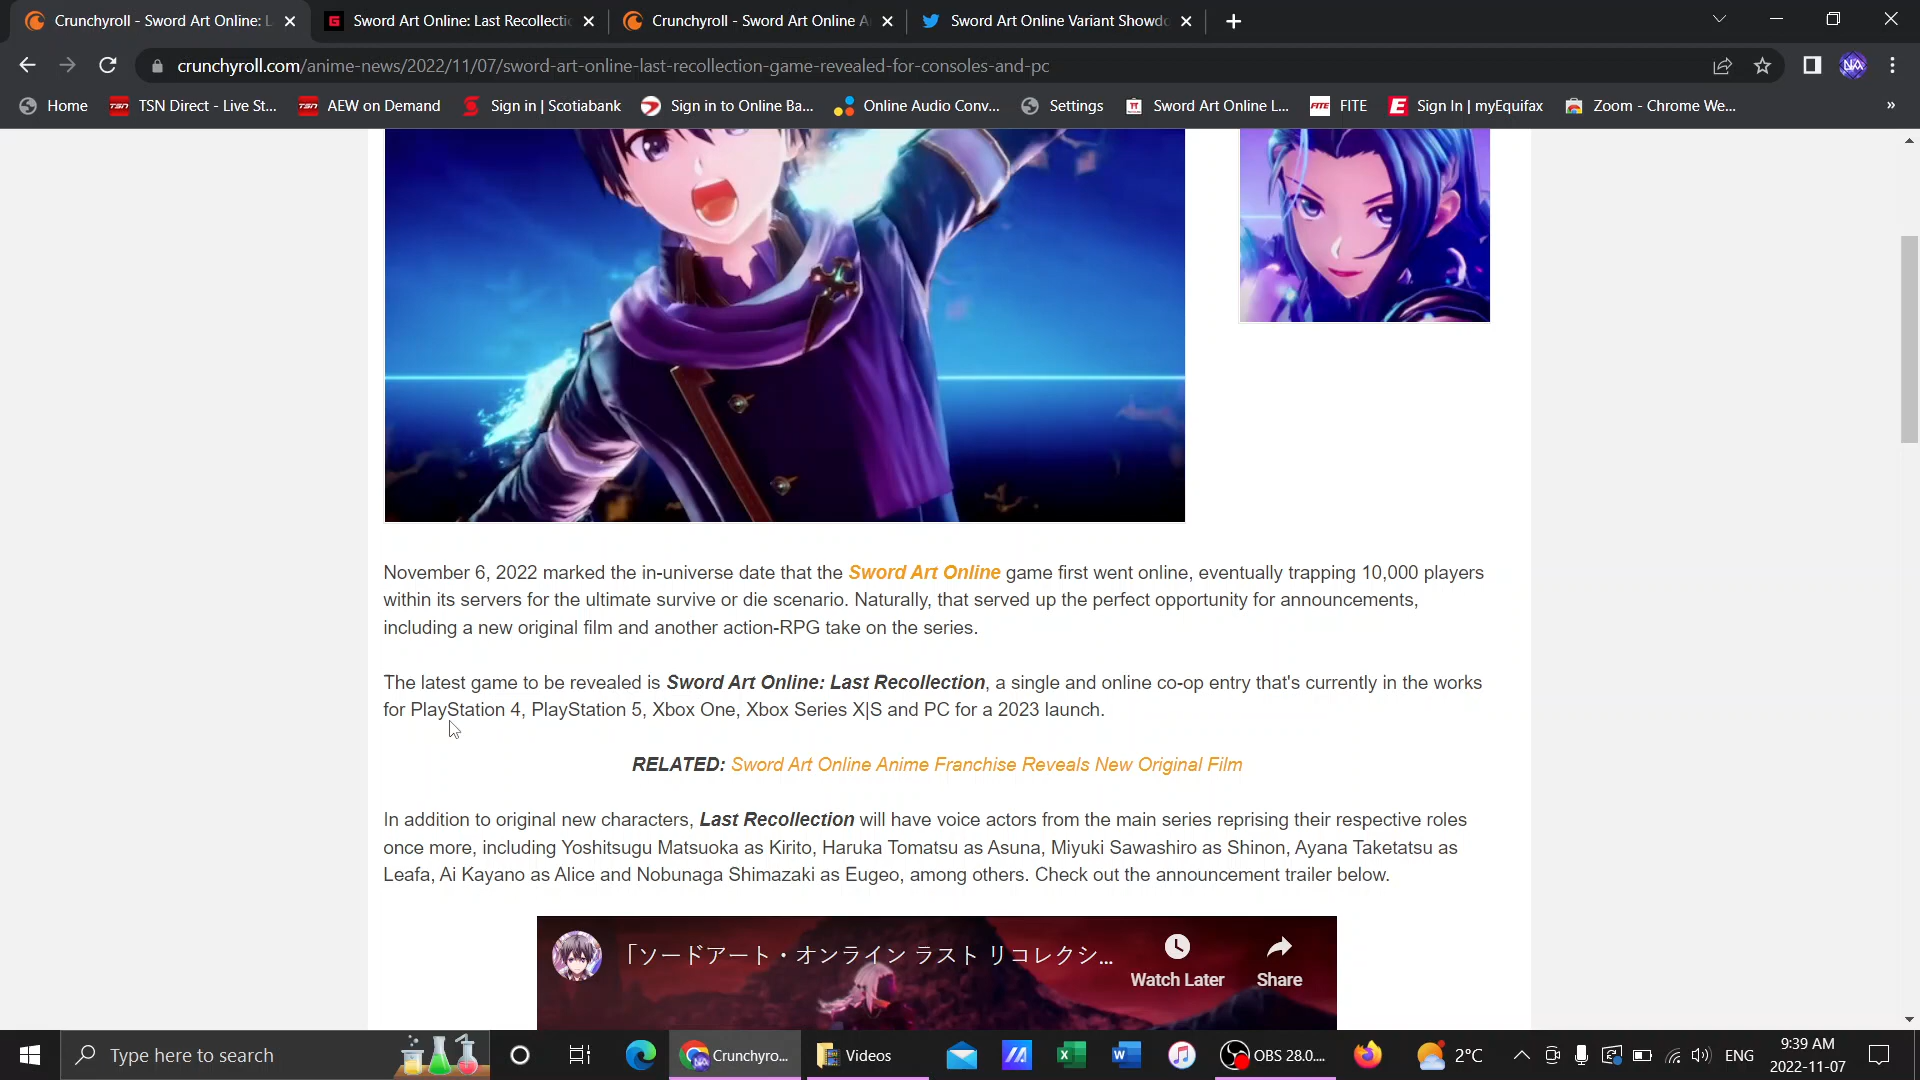 Crunchyroll - Sword Art Online: L
Sword Art Online: Last Recollectic
Crunchyroll - Sword Art Online A
Sword Art Online Variant Showdo
crunchyroll.com/anime-news/2022/11/07/sword-art-online-last-recollection-game-revealed-for-consoles-and-pc
Home
TSN Direct - Live St...
AEW on Demand
Sign in | Scotiabank
Sign in to Online Ba...
Online Audio Conv...
Settings
Sword Art Online L...
FITE
Sign In | myEquifax
Zoom - Chrome We...
November 6, 2022 marked the in-universe date that the Sword Art Online game first went online, eventually trapping 10,000 players
within its servers for the ultimate survive or die scenario. Naturally, that served up the perfect opportunity for announcements,
including a new original film and another action-RPG take on the series.
The latest game to be revealed is Sword Art Online: Last Recollection, a single and online co-op entry that's currently in the works
for PlayStation 4, PlayStation 5, Xbox One, Xbox Series X|S and PC for a 2023 launch.
RELATED: Sword Art Online Anime Franchise Reveals New Original Film
In addition to original new characters, Last Recollection will have voice actors from the main series reprising their respective roles
once more, including Yoshitsugu Matsuoka as Kirito, Haruka Tomatsu as Asuna, Miyuki Sawashiro as Shinon, Ayana Taketatsu as
Leafa, Ai Kayano as Alice and Nobunaga Shimazaki as Eugeo, among others. Check out the announcement trailer below.
「ソードアート・オンライン ラスト リコレクシ...
Watch Later
Share
Type here to search
Crunchyro...
Videos
OBS 28.0....
2°C
ENG
9:39 AM
2022-11-07